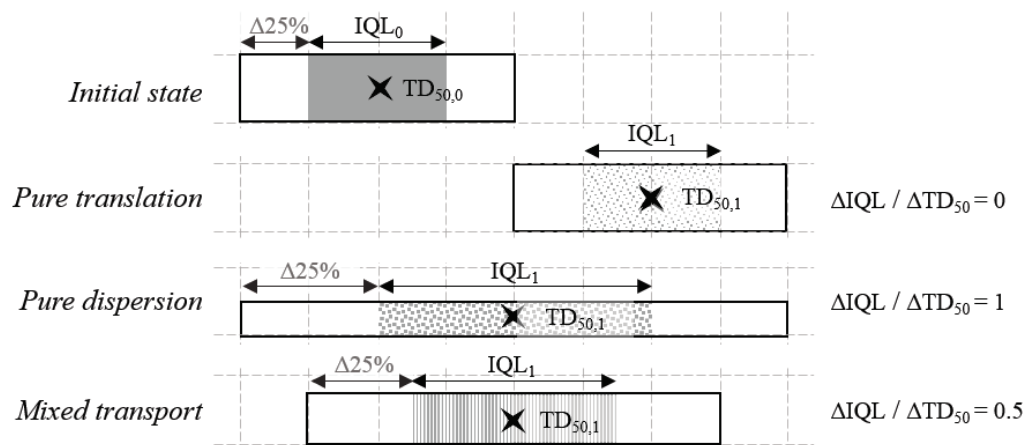 Δ25% IQL₀
Initial state TD₅₀,₀
IQL₁
Pure translation TD₅₀,₁ ΔIQL / ΔTD₅₀ = 0
Δ25% IQL₁
Pure dispersion TD₅₀,₁ ΔIQL / ΔTD₅₀ = 1
Δ25% IQL₁
Mixed transport TD₅₀,₁ ΔIQL / ΔTD₅₀ = 0.5